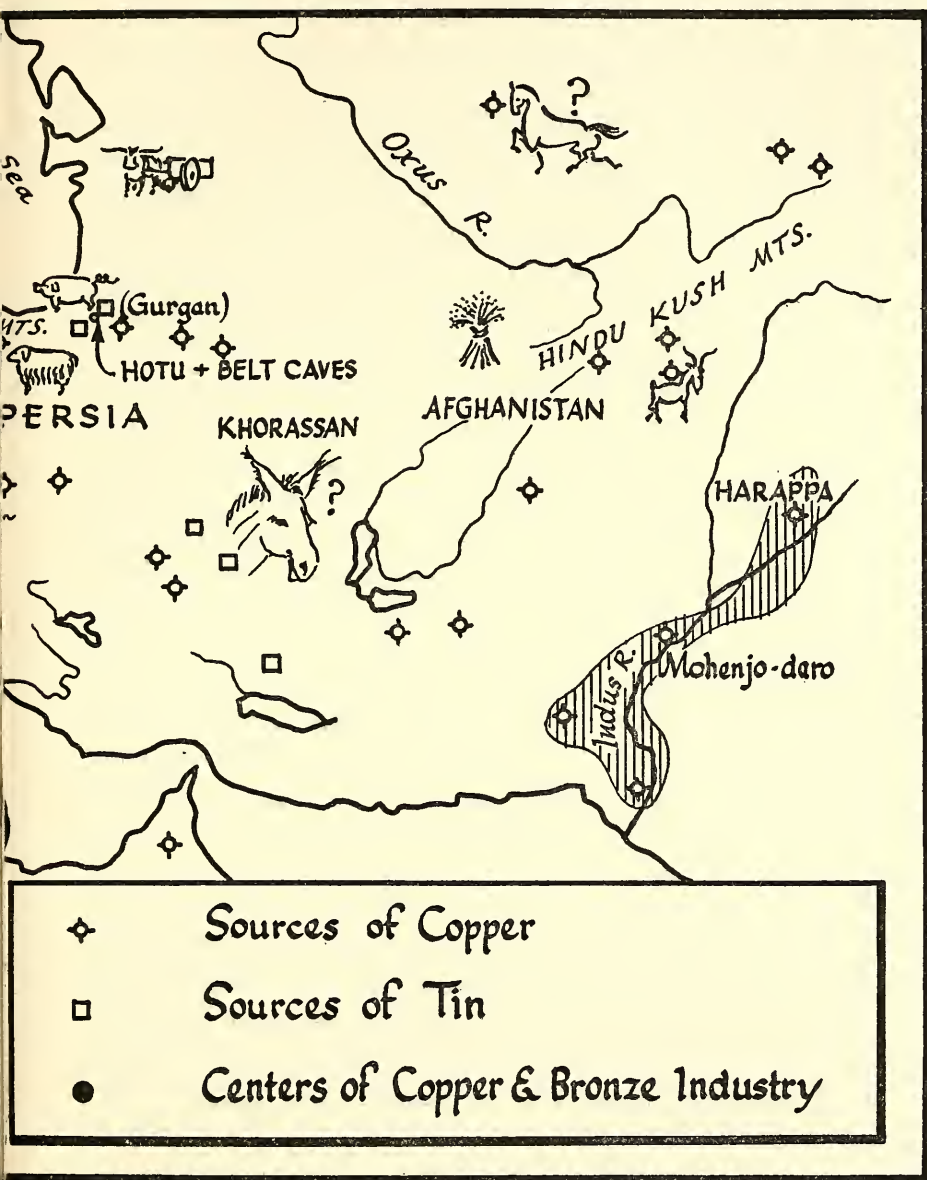 Sea
?
Oxus
R.
HINDU KUSH MTS.
(Gurgan)
MTS.
HOTU + BELT CAVES
PERSIA
AFGHANISTAN
KHORASSAN
?
HARAPPA
Mohenjo-daro
Indus R.
Sources of Copper
Sources of Tin
Centers of Copper & Bronze Industry